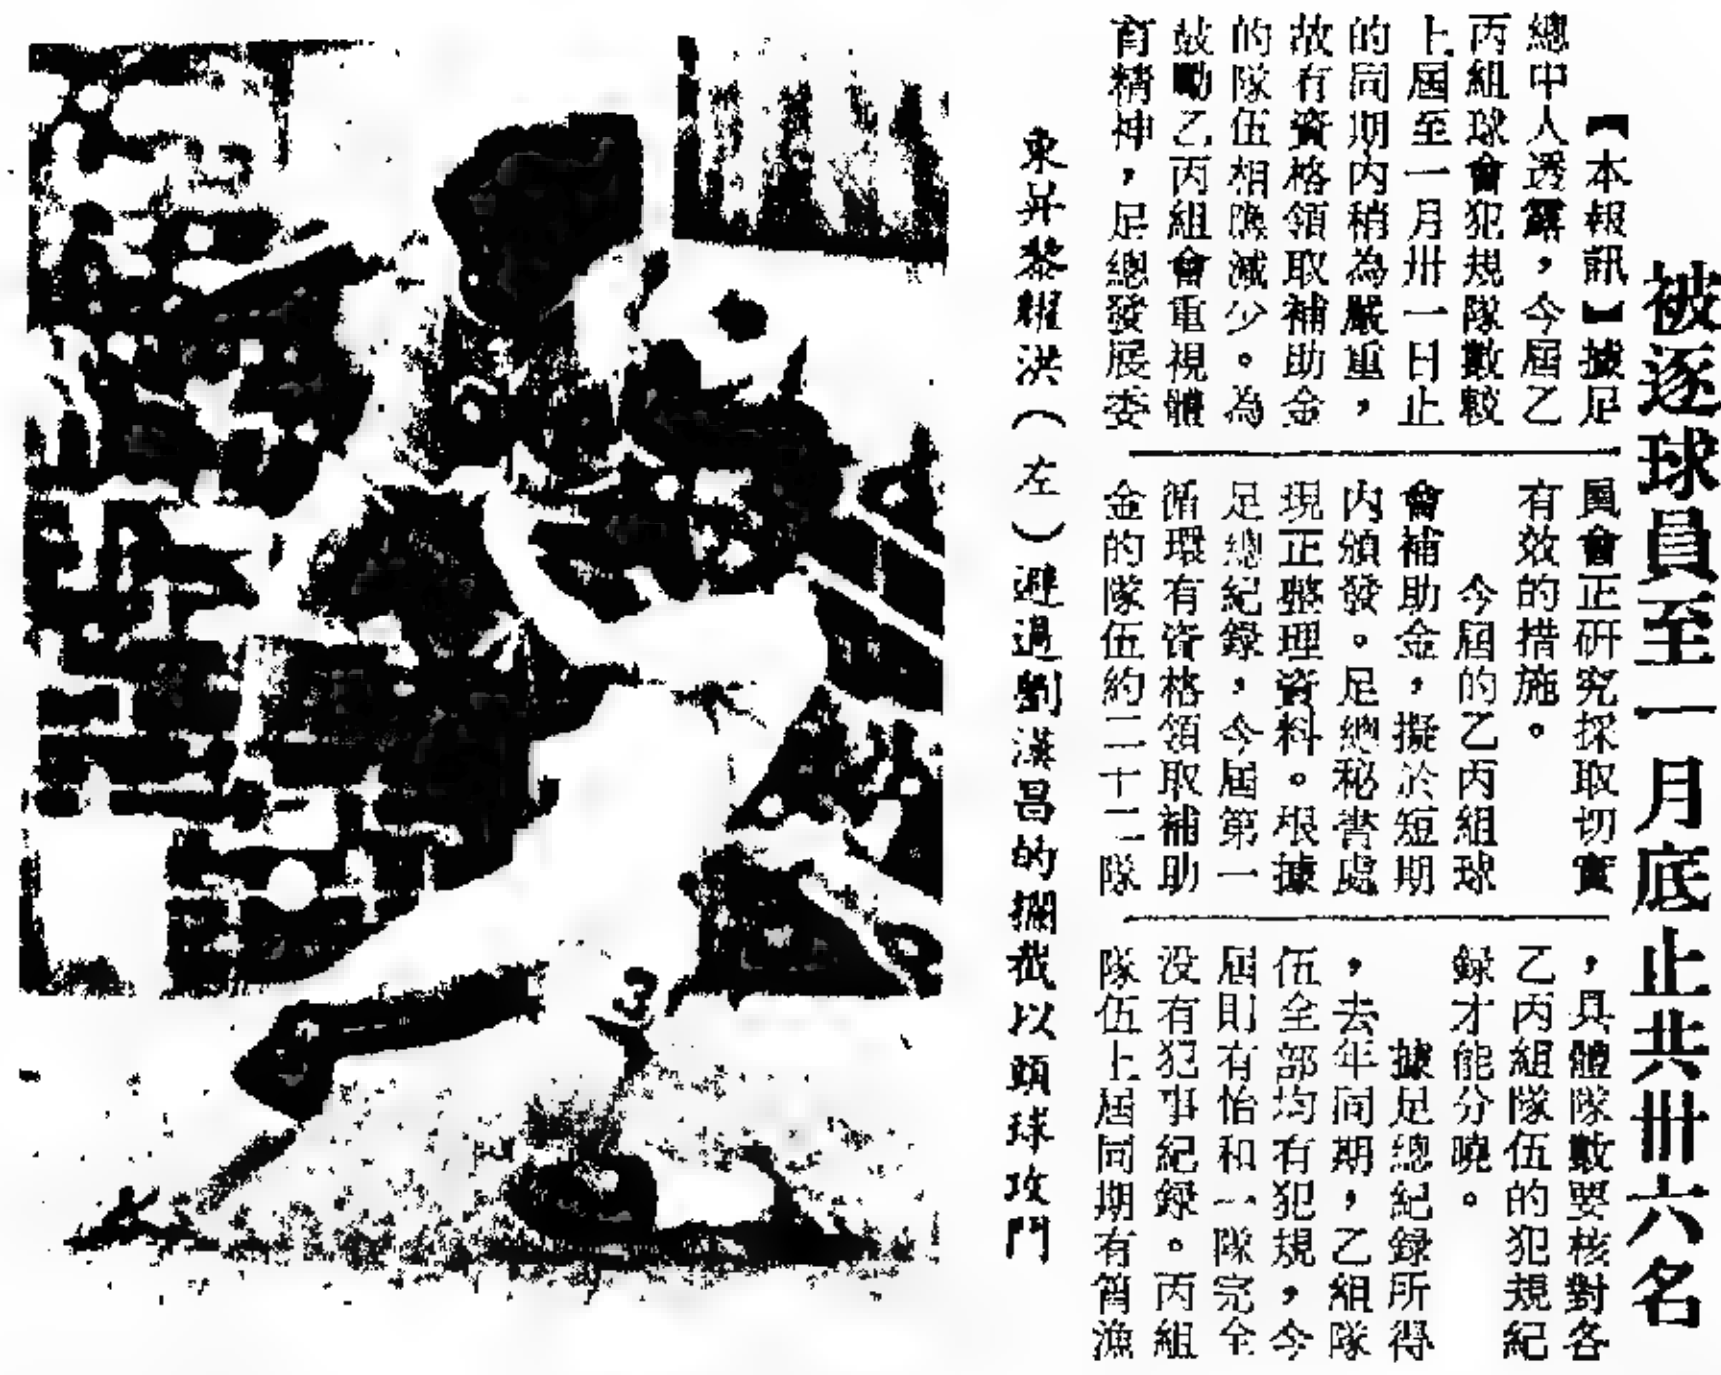 被逐球員至一月底止共卅六名
【本報訊】據足
總中人透露，今屆乙
丙組球會犯規隊數較
上屆至一月卅一日止
的同期內稍為嚴重，
故有資格領取補助金
的隊伍相應減少。為
鼓勵乙丙組會重視體
育精神，足總發展委
員會正研究採取切實
有效的措施。
今屆的乙丙組球
會補助金，擬於短期
內頒發。足總秘書處
現正整理資料。根據
足總紀錄，今屆第一
循環有資格領取補助
金的隊伍約二十二隊
，具體隊數要核對各
乙丙組隊伍的犯規紀
録才能分曉。
據足總紀録所得
，去年同期，乙組隊
伍全部均有犯規，今
屆則有怡和一隊完全
没有犯事紀録。丙組
隊伍上屆同期有筲漁
東昇黎耀洪（左）避過劉漢昌的攔截以頭球攻門